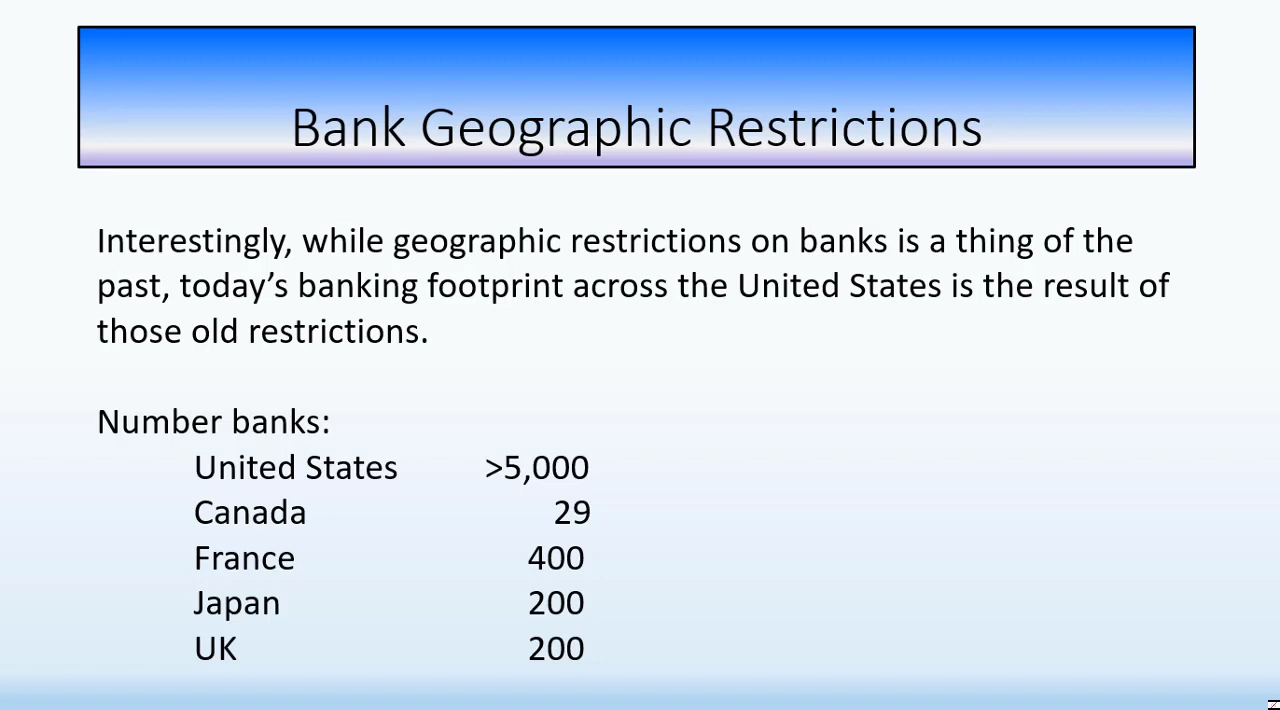 Bank Geographic Restrictions
Interestingly, while geographic restrictions on banks is a thing of the
past, today’s banking footprint across the United States is the result of
those old restrictions.
Number banks:
United States >5,000
Canada 29
France 400
Japan 200
UK 200